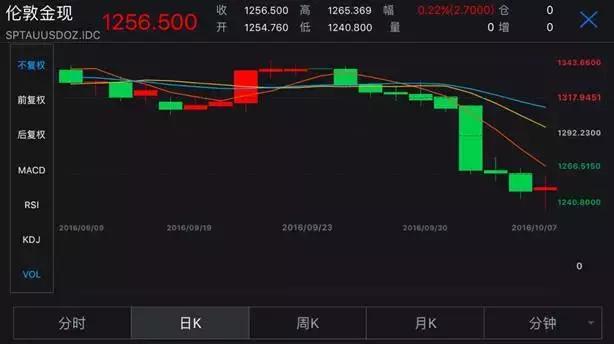 伦敦金现 1256.500 收 1256.500 高 1265.369 幅 0.22%(2.7000) 仓 0
SPTAUUSDOZ.IDC 开 1254.760 低 1240.800 量 0 增 0
不复权
前复权
后复权
MACD
RSI
KDJ
VOL
1343.6600
1317.9451
1292.2300
1266.5150
1240.8000
2016/09/09 2016/09/19 2016/09/23 2016/09/30 2016/10/07
0
分时 日K 周K 月K 分钟